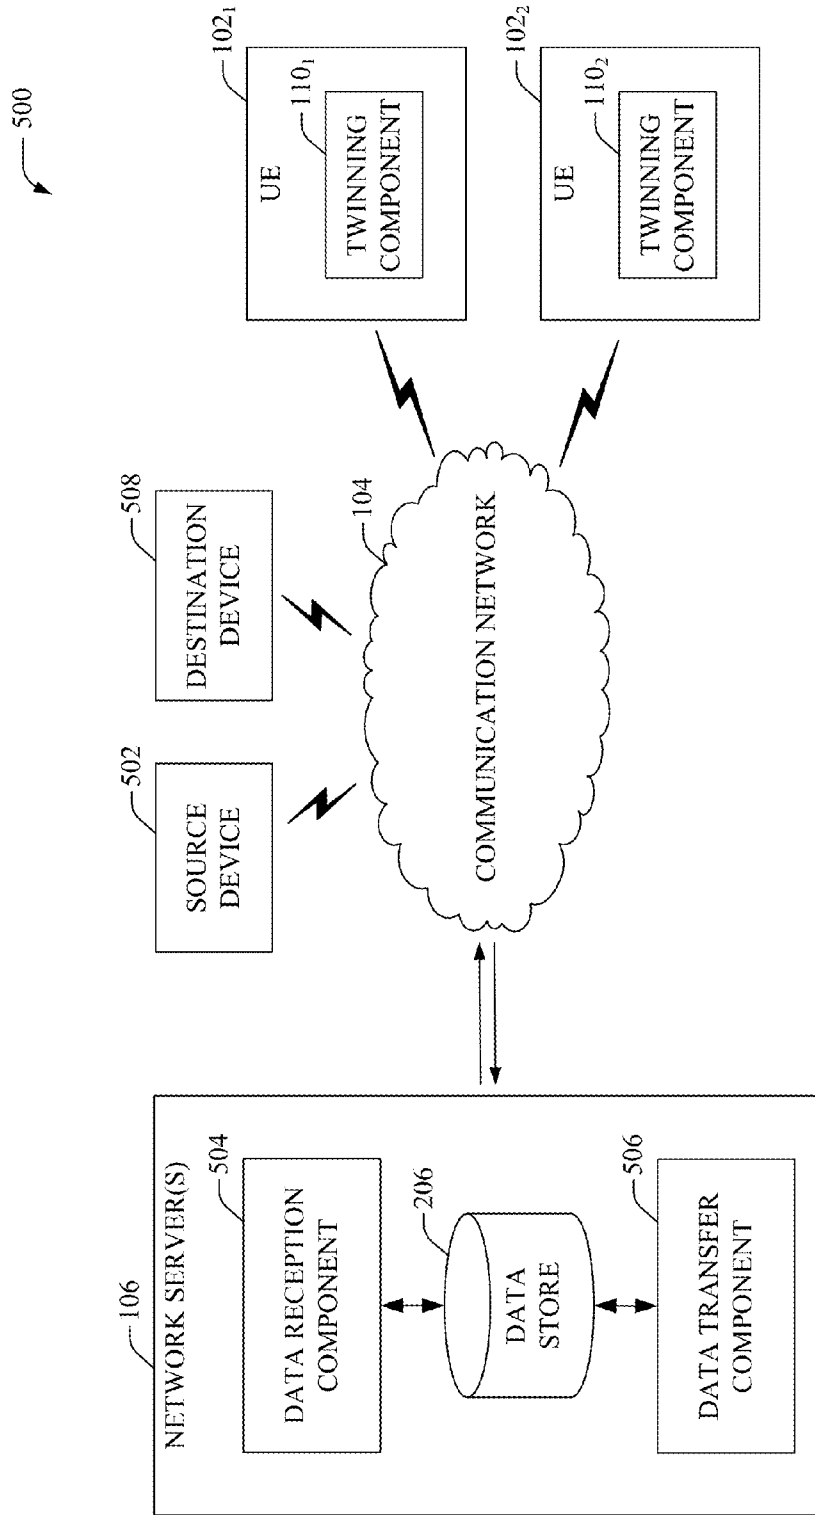 500
106
NETWORK SERVER(S)
504
DATA RECEPTION
COMPONENT
206
DATA
STORE
506
DATA TRANSFER
COMPONENT
502
SOURCE
DEVICE
508
DESTINATION
DEVICE
104
COMMUNICATION NETWORK
102₁
UE
110₁
TWINNING
COMPONENT
102₂
UE
110₂
TWINNING
COMPONENT